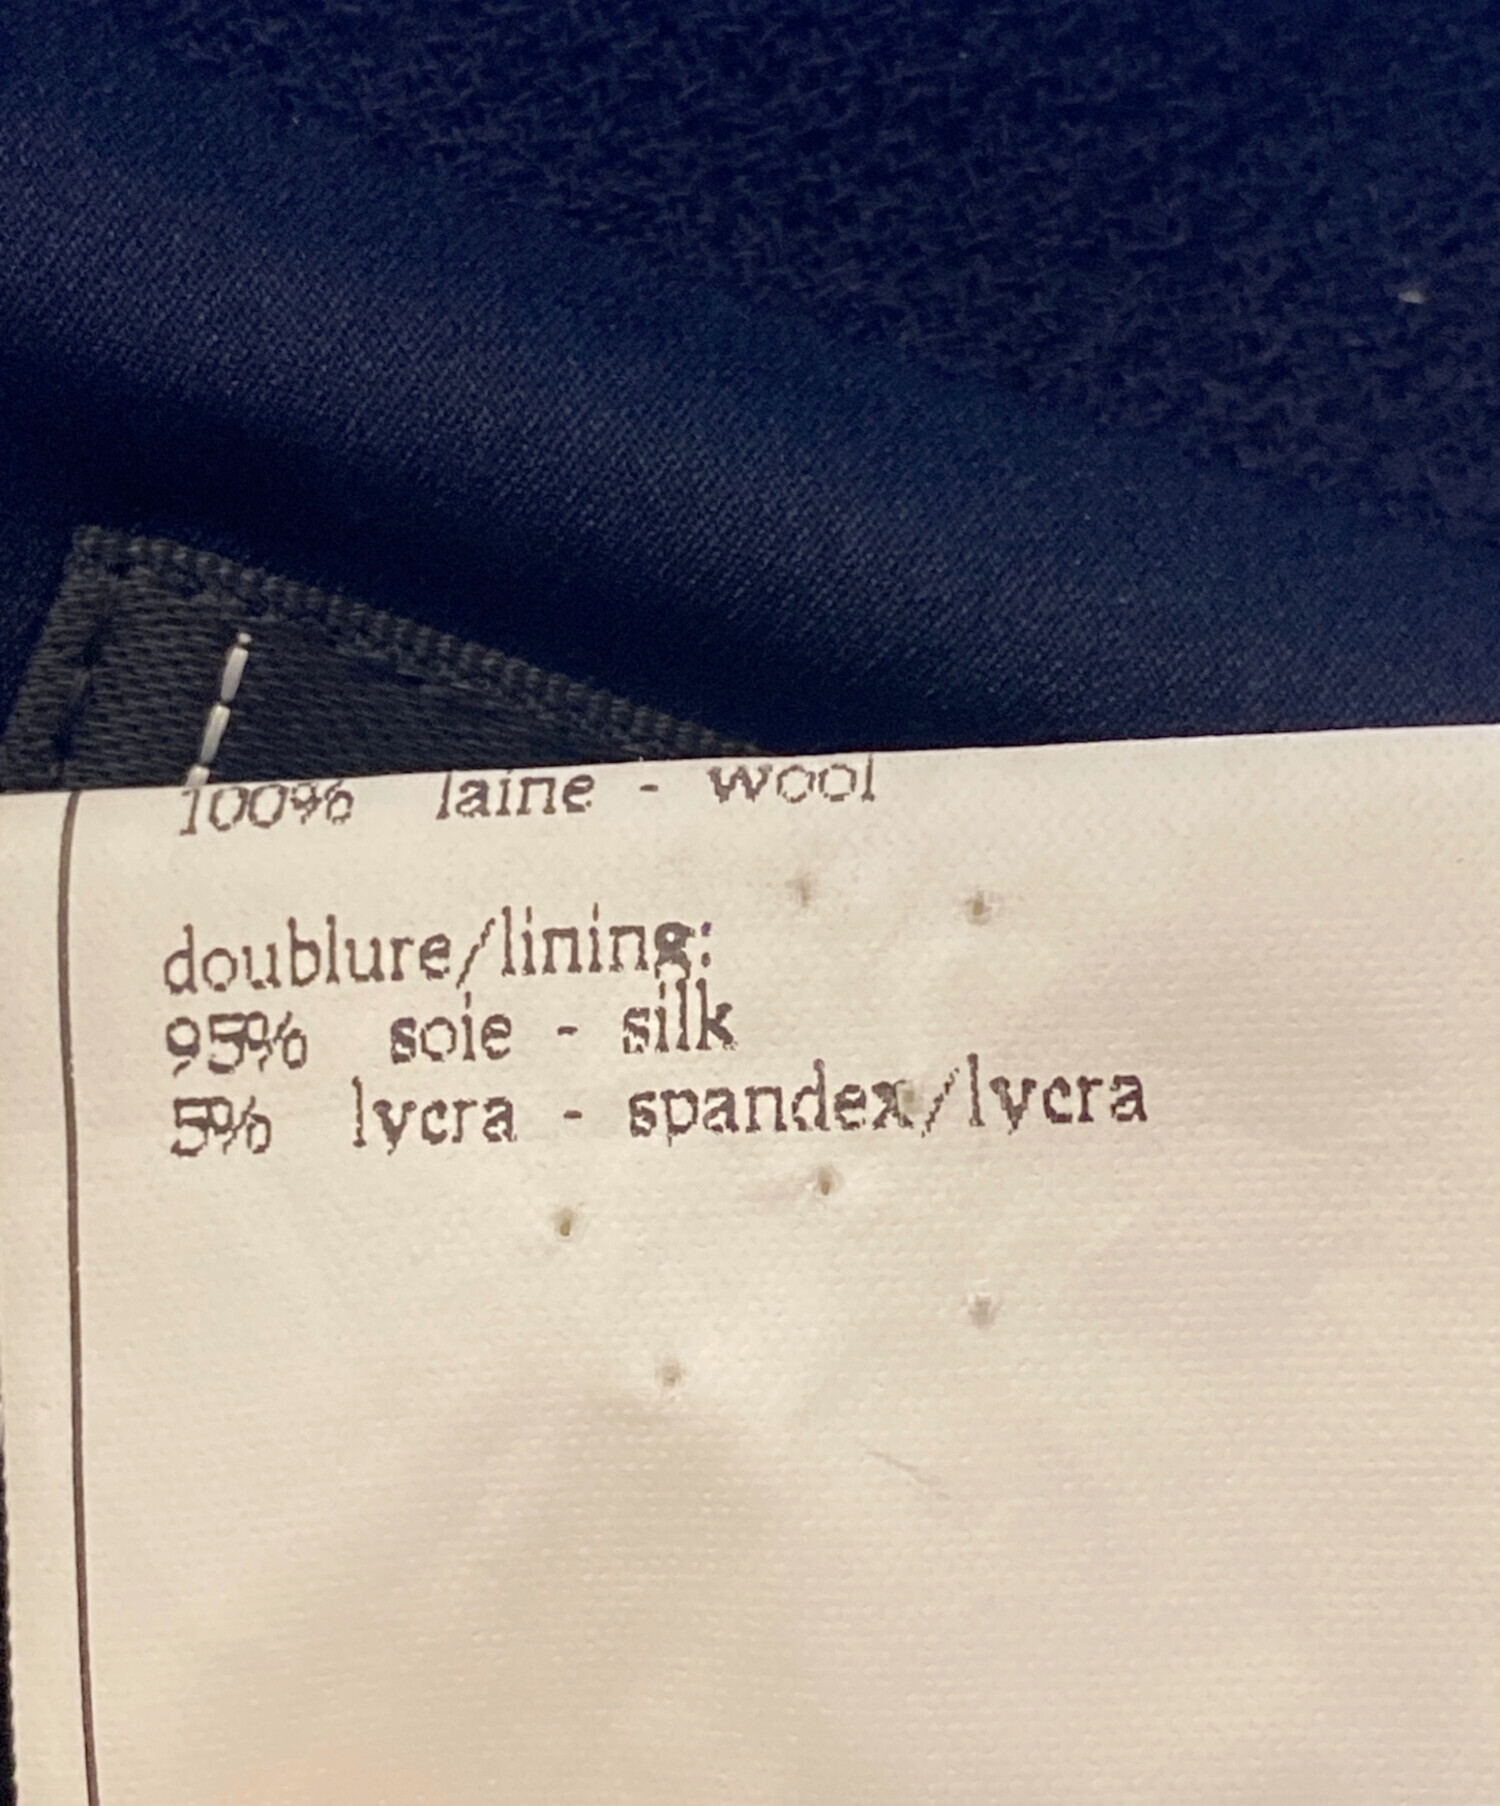 100% laine - wool
doublure/lining:
95% soie - silk
5% lycra - spandex/lycra